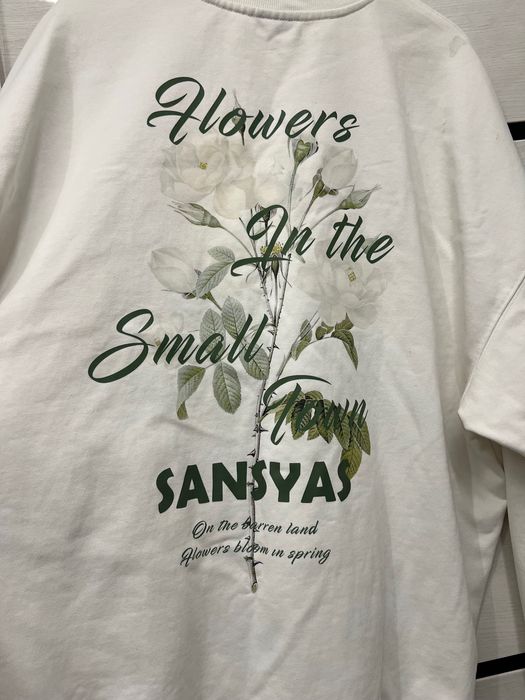 Flowers
In the
Small
Town
SANSYAS
On the barren land
Flowers bloom in spring